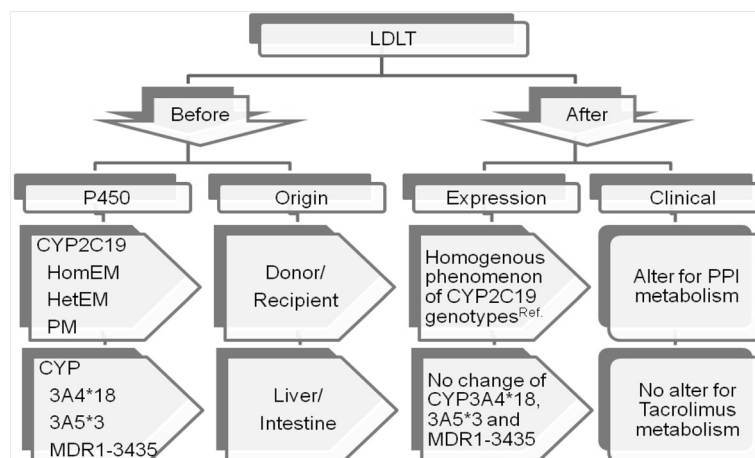 LDLT
Before
After
P450
Origin
Expression
Clinical
CYP2C19
HomEM
HetEM
PM
Donor/
Recipient
Homogenous
phenomenon
of CYP2C19
genotypesRef.
Alter for PPI
metabolism
CYP
3A4*18
3A5*3
MDR1-3435
Liver/
Intestine
No change of
CYP3A4*18,
3A5*3 and
MDR1-3435
No alter for
Tacrolimus
metabolism